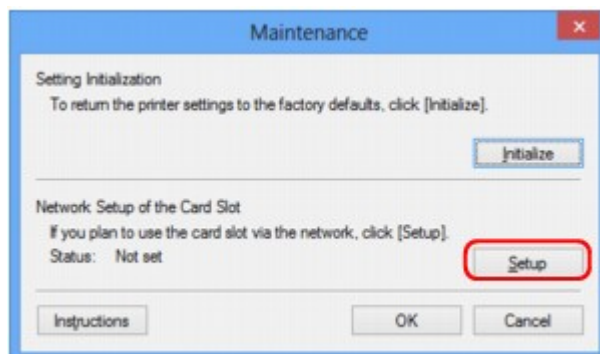 Maintenance
Setting Initialization
To return the printer settings to the factory defaults, click [Initialize].
Initialize
Network Setup of the Card Slot
If you plan to use the card slot via the network, click [Setup].
Status: Not set
Setup
Instructions OK Cancel